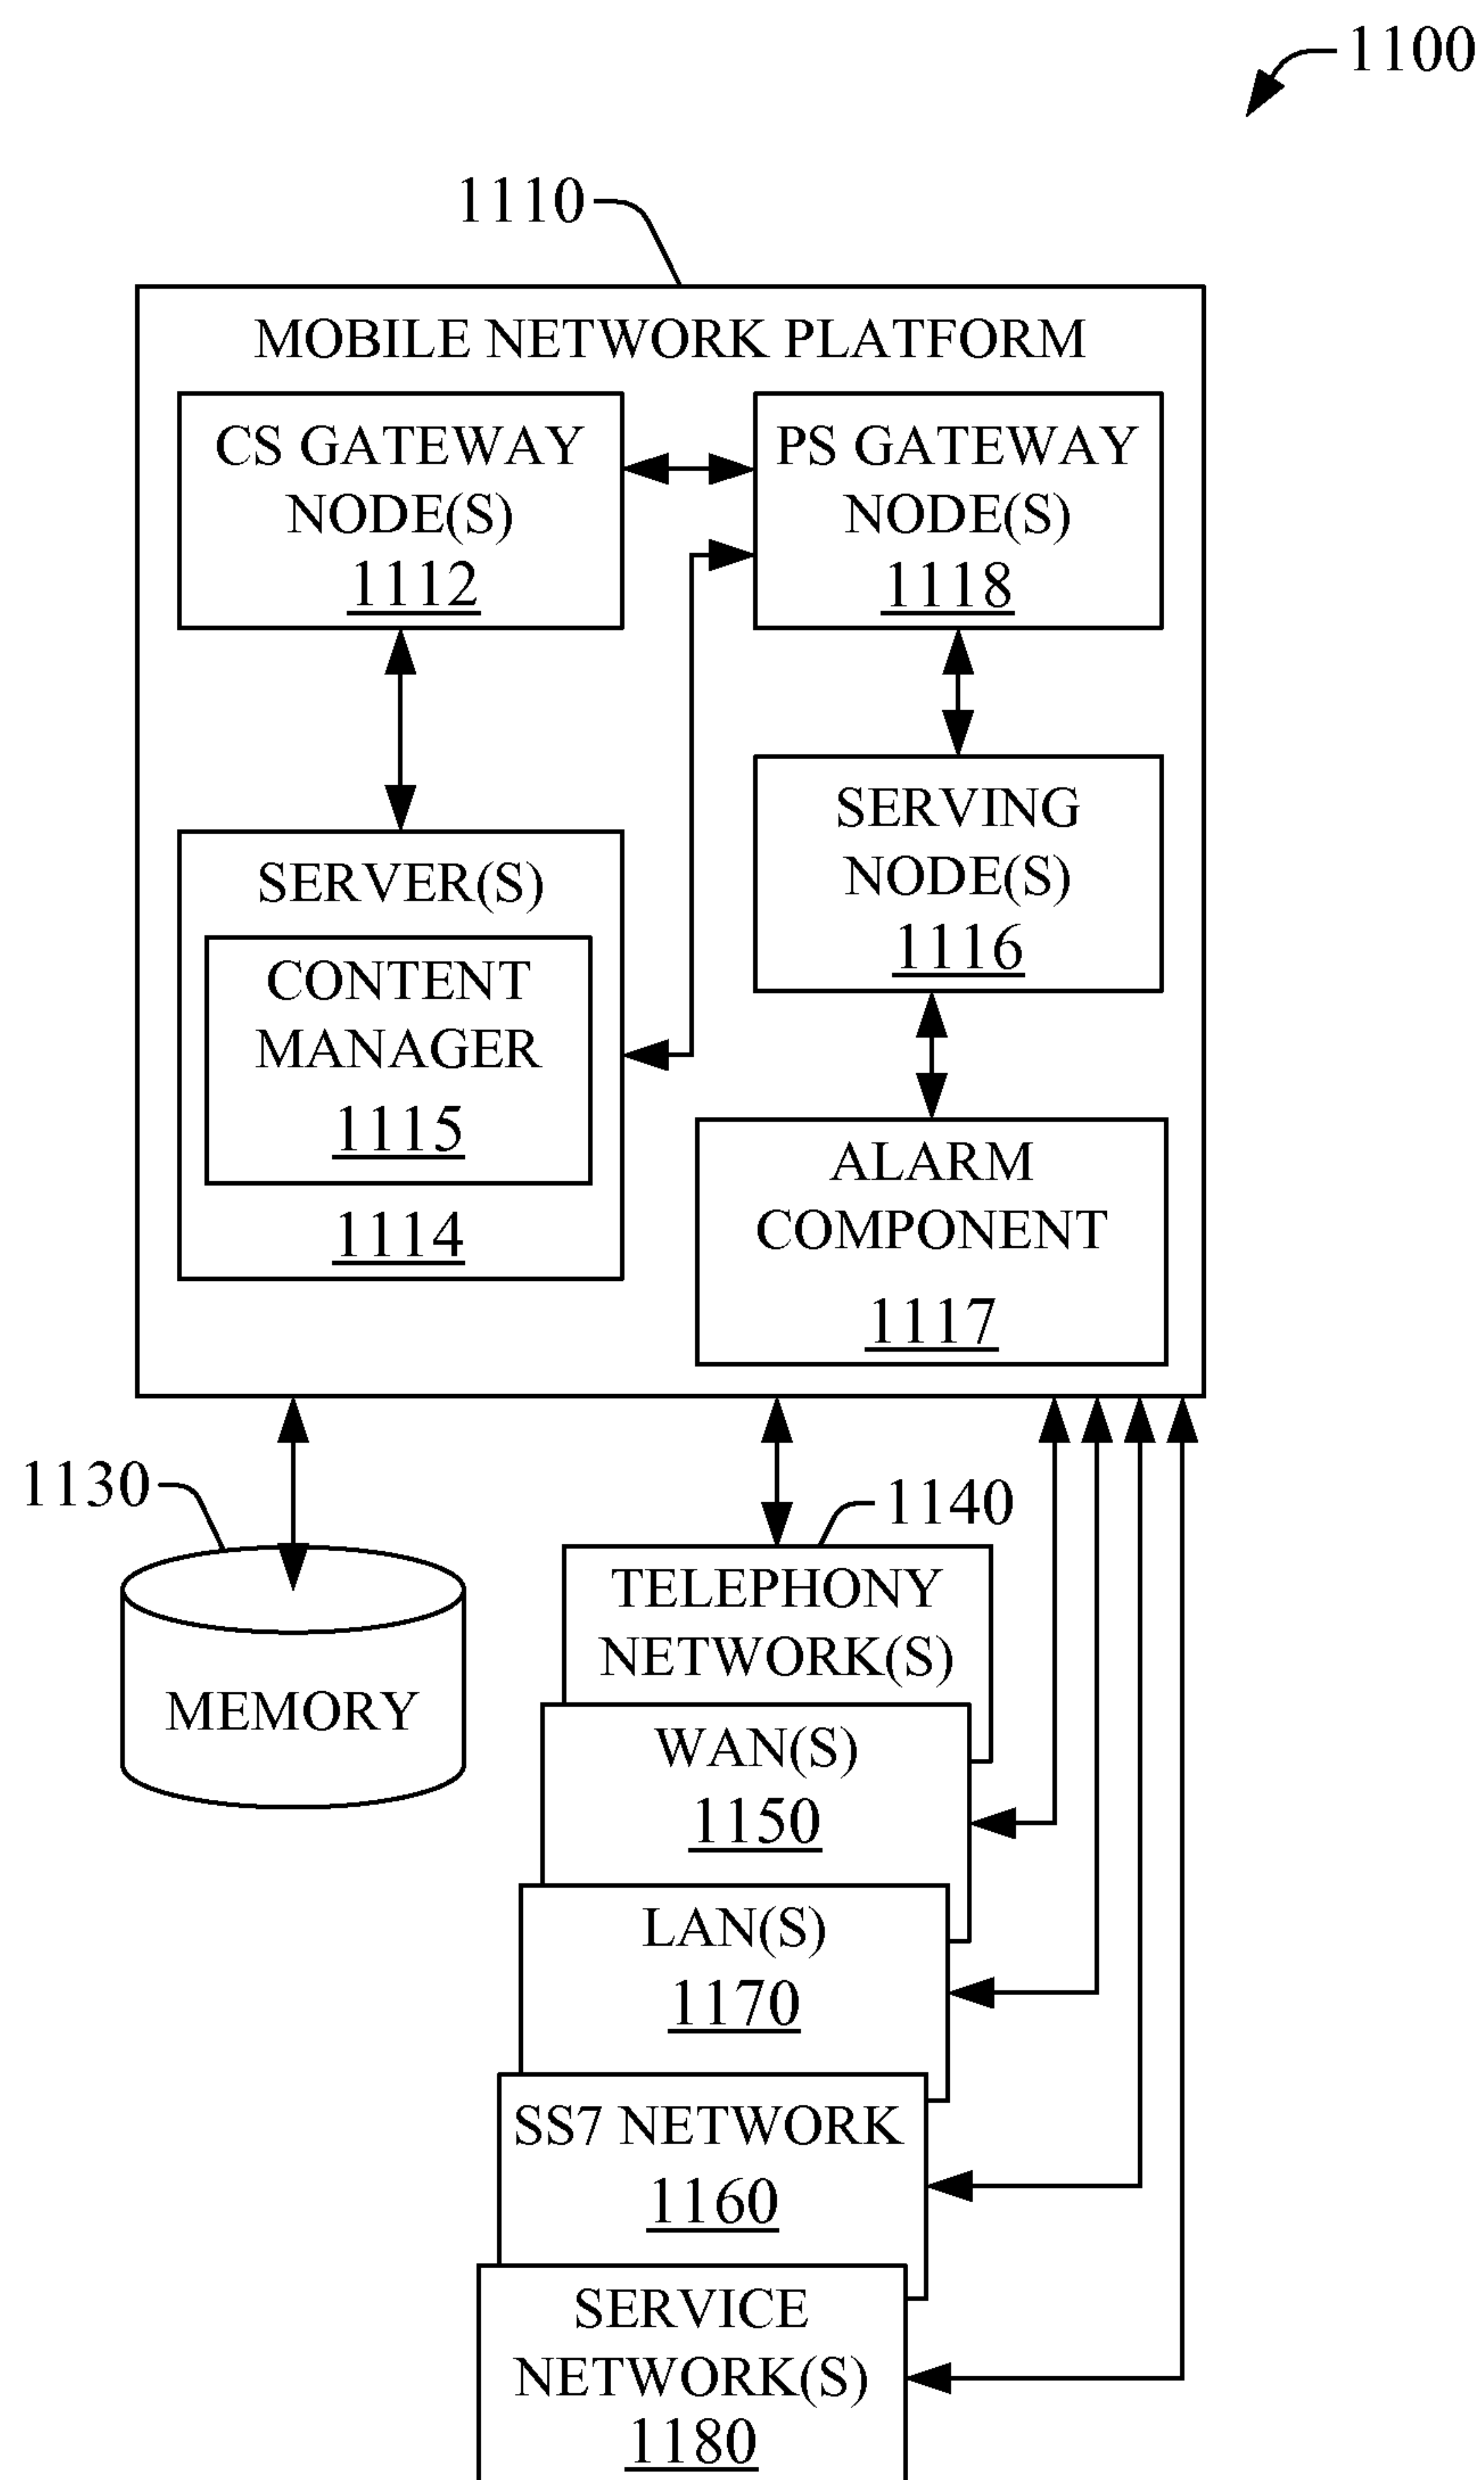 1100
1110
MOBILE NETWORK PLATFORM
CS GATEWAY
NODE(S)
1112
PS GATEWAY
NODE(S)
1118
SERVING
NODE(S)
1116
SERVER(S)
CONTENT
MANAGER
1115
1114
ALARM
COMPONENT
1117
1130
MEMORY
1140
TELEPHONY
NETWORK(S)
WAN(S)
1150
LAN(S)
1170
SS7 NETWORK
1160
SERVICE
NETWORK(S)
1180